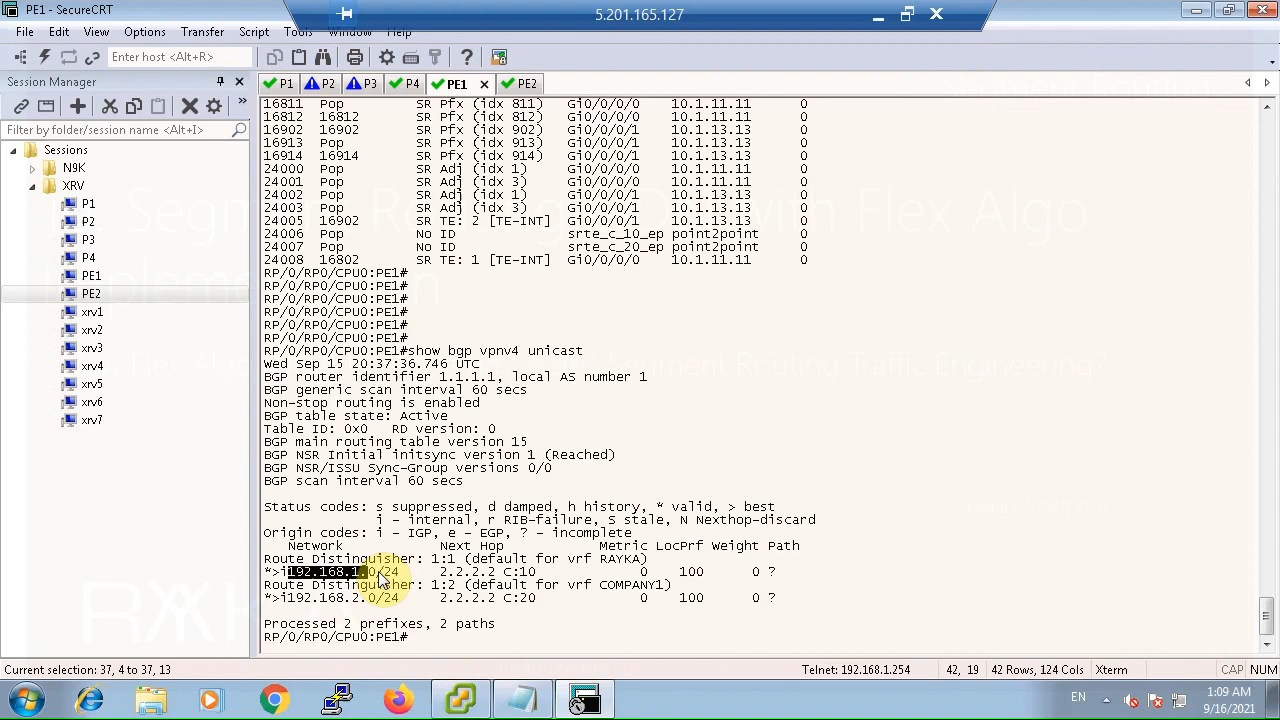 PE1 - SecureCRT
5.201.165.127
File Edit View Options Transfer Script Tools Window Help
Enter host <Alt+R>
Session Manager
P1 P2 P3 P4 PE1 PE2
Filter by folder/session name <Alt+I>
Sessions
N9K
XRV
P1
P2
P3
P4
PE1
PE2
xrv1
xrv2
xrv3
xrv4
xrv5
xrv6
xrv7
16811 Pop SR Pfx (idx 811) Gi0/0/0/0 10.1.11.11 0
16812 16812 SR Pfx (idx 812) Gi0/0/0/0 10.1.11.11 0
16902 16902 SR Pfx (idx 902) Gi0/0/0/1 10.1.13.13 0
16913 Pop SR Pfx (idx 913) Gi0/0/0/1 10.1.13.13 0
16914 16914 SR Pfx (idx 914) Gi0/0/0/1 10.1.13.13 0
24000 Pop SR Adj (idx 1) Gi0/0/0/0 10.1.11.11 0
24001 Pop SR Adj (idx 3) Gi0/0/0/0 10.1.11.11 0
24002 Pop SR Adj (idx 1) Gi0/0/0/1 10.1.13.13 0
24003 Pop SR Adj (idx 3) Gi0/0/0/1 10.1.13.13 0
24005 16902 SR TE: 2 [TE-INT] Gi0/0/0/1 10.1.13.13 0
24006 Pop No ID srte_c_10_ep point2point 0
24007 Pop No ID srte_c_20_ep point2point 0
24008 16802 SR TE: 1 [TE-INT] Gi0/0/0/0 10.1.11.11 0
RP/0/RP0/CPU0:PE1#
RP/0/RP0/CPU0:PE1#
RP/0/RP0/CPU0:PE1#
RP/0/RP0/CPU0:PE1#
RP/0/RP0/CPU0:PE1#
RP/0/RP0/CPU0:PE1#
RP/0/RP0/CPU0:PE1#show bgp vpnv4 unicast
Wed Sep 15 20:37:36.746 UTC
BGP router identifier 1.1.1.1, local AS number 1
BGP generic scan interval 60 secs
Non-stop routing is enabled
BGP table state: Active
Table ID: 0x0 RD version: 0
BGP main routing table version 15
BGP NSR Initial initsync version 1 (Reached)
BGP NSR/ISSU Sync-Group versions 0/0
BGP scan interval 60 secs
Status codes: s suppressed, d damped, h history, * valid, > best
i - internal, r RIB-failure, S stale, N Nexthop-discard
Origin codes: i - IGP, e - EGP, ? - incomplete
Network Next Hop Metric LocPrf Weight Path
Route Distinguisher: 1:1 (default for vrf RAYKA)
*>i192.168.1.0/24 2.2.2.2 C:10 0 100 0 ?
Route Distinguisher: 1:2 (default for vrf COMPANY1)
*>i192.168.2.0/24 2.2.2.2 C:20 0 100 0 ?
Processed 2 prefixes, 2 paths
RP/0/RP0/CPU0:PE1#
Current selection: 37, 4 to 37, 13
Telnet: 192.168.1.254 42, 19 42 Rows, 124 Cols Xterm CAP NUM
EN
1:09 AM
9/16/2021